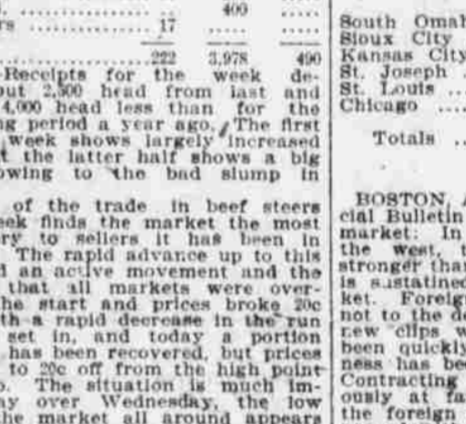 400
rs .................. 17 ..... .....
.................. 222 3,978 490
Receipts for the week de-
out 2,500 head from last and
4,000 head less than for the
ng period a year ago. The first
week shows largely increased
t the latter half shows a big
owing to the bad slump in
of the trade in beef steers
eek finds the market the most
ry to sellers it has been in
The rapid advance up to this
d an active movement and the
that all markets were over-
he start and prices broke 20c
th a rapid decrease in the run
set in, and today a portion
has been recovered, but prices
to 20c off from the high point
o. The situation is much im-
ay over Wednesday, the low
the market all around appears
South Omah
Sioux City
Kansas City
St. Joseph
St. Louis ...
Chicago ....
Totals ..
BOSTON, A
cial Bulletin
market: In
the west, t
stronger than
is sustatined
ket. Foreig
not to the de
new clips w
been quickly
ness has bee
Contracting
ously at fa
the foreign